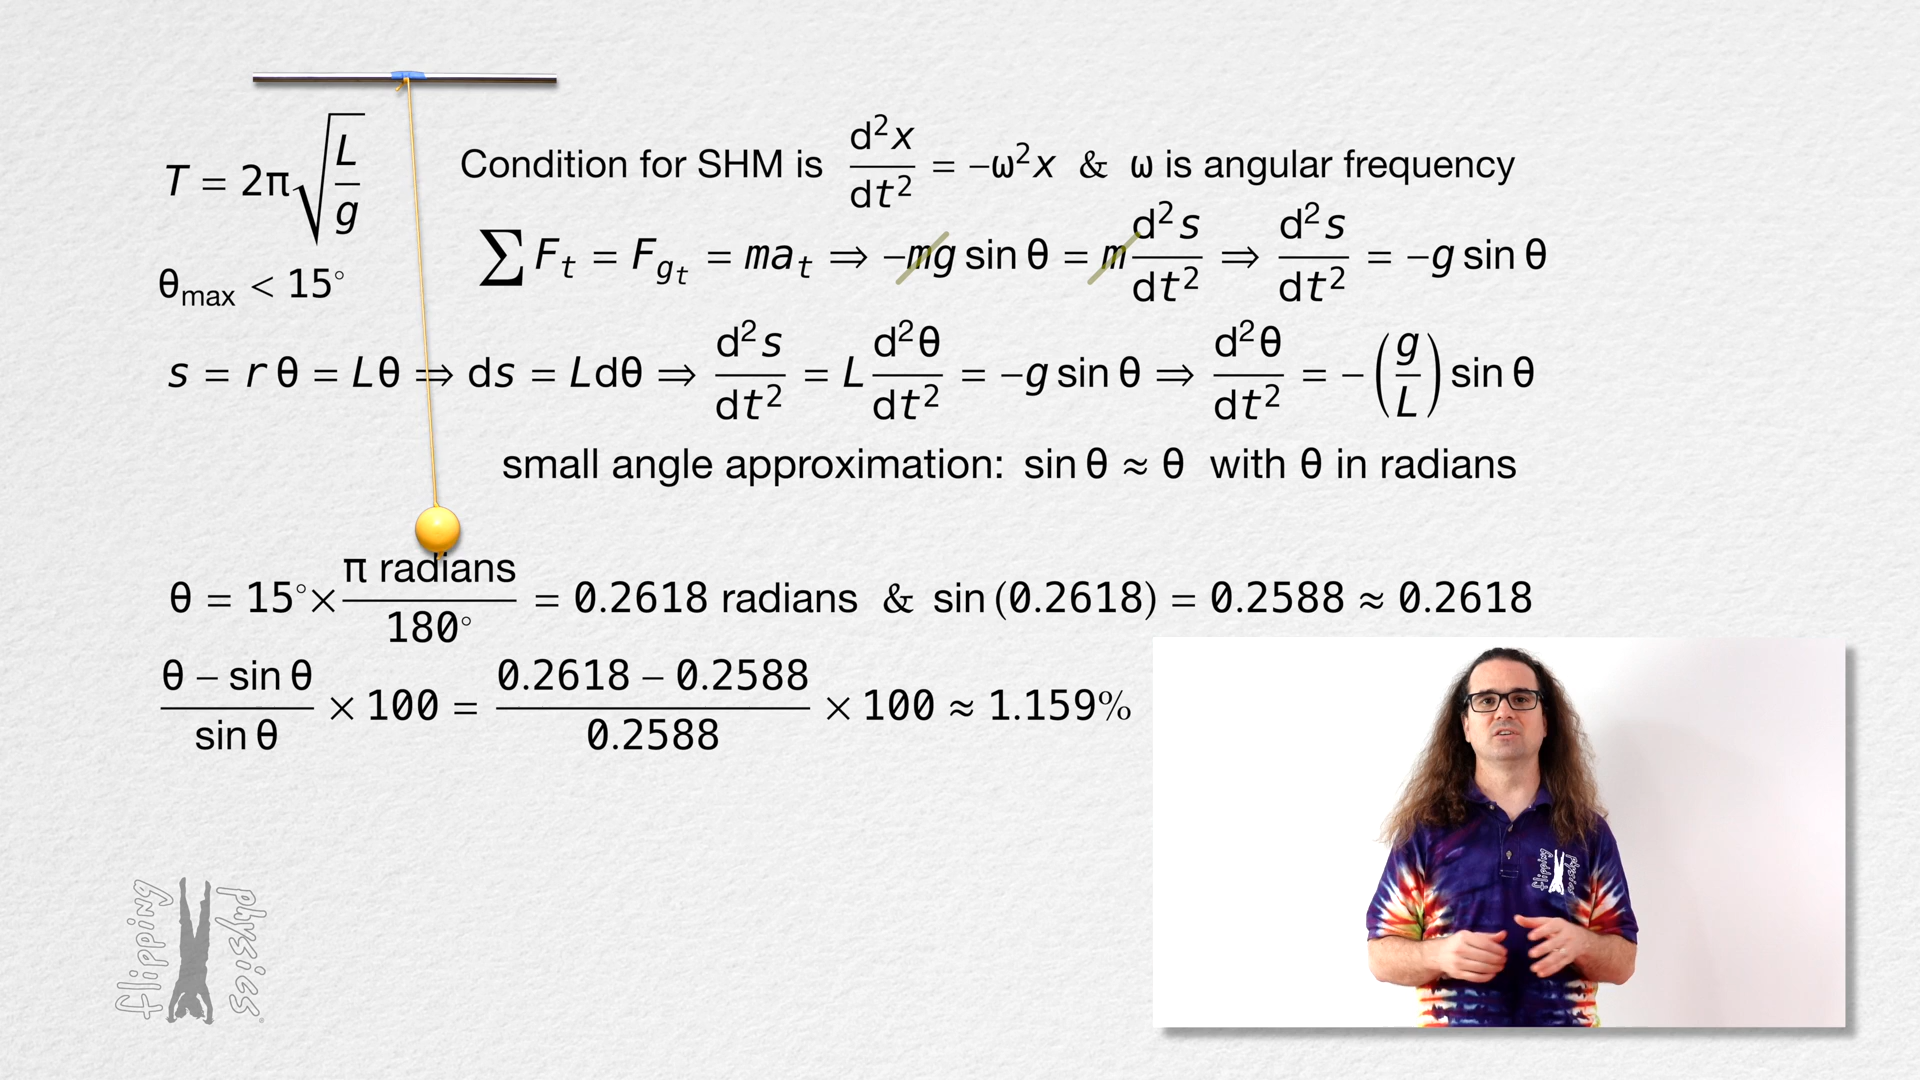 T = 2π√(L/g)
Condition for SHM is d²x/dt² = –ω²x & ω is angular frequency
θmax < 15°
∑Fₜ = F_gₜ = maₜ ⇒ –mg sin θ = m d²s/dt² ⇒ d²s/dt² = –g sin θ
s = r θ = Lθ ⇒ ds = Ldθ ⇒ d²s/dt² = L d²θ/dt² = –g sin θ ⇒ d²θ/dt² = –(g/L) sin θ
small angle approximation: sin θ ≈ θ with θ in radians
θ = 15° × π radians/180° = 0.2618 radians & sin (0.2618) = 0.2588 ≈ 0.2618
θ – sin θ/sin θ × 100 = 0.2618 – 0.2588/0.2588 × 100 ≈ 1.159%
flipping physics
flipping physics